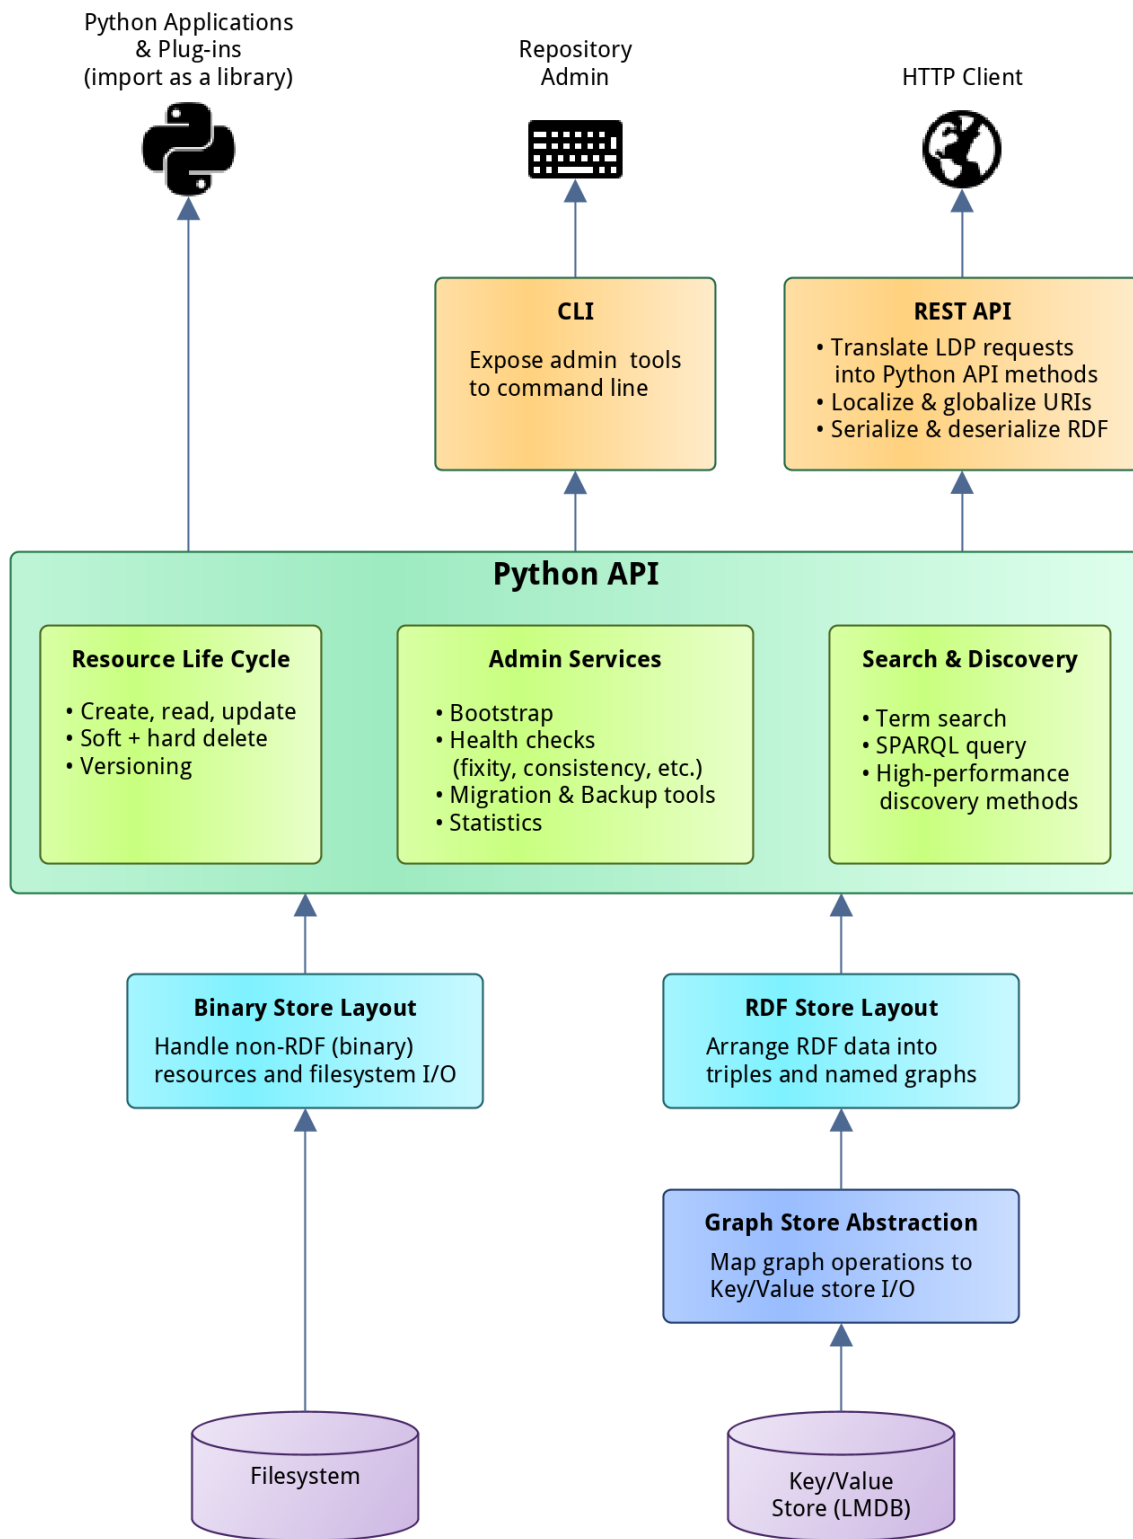 Python Applications
& Plug-ins
(import as a library)
Repository
Admin
HTTP Client
CLI
Expose admin  tools
to command line
REST API
• Translate LDP requests
into Python API methods
• Localize & globalize URIs
• Serialize & deserialize RDF
Python API
Resource Life Cycle
• Create, read, update
• Soft + hard delete
• Versioning
Admin Services
• Bootstrap
• Health checks
(fixity, consistency, etc.)
• Migration & Backup tools
• Statistics
Search & Discovery
• Term search
• SPARQL query
• High-performance
discovery methods
Binary Store Layout
Handle non-RDF (binary)
resources and filesystem I/O
RDF Store Layout
Arrange RDF data into
triples and named graphs
Graph Store Abstraction
Map graph operations to
Key/Value store I/O
Filesystem
Key/Value
Store (LMDB)